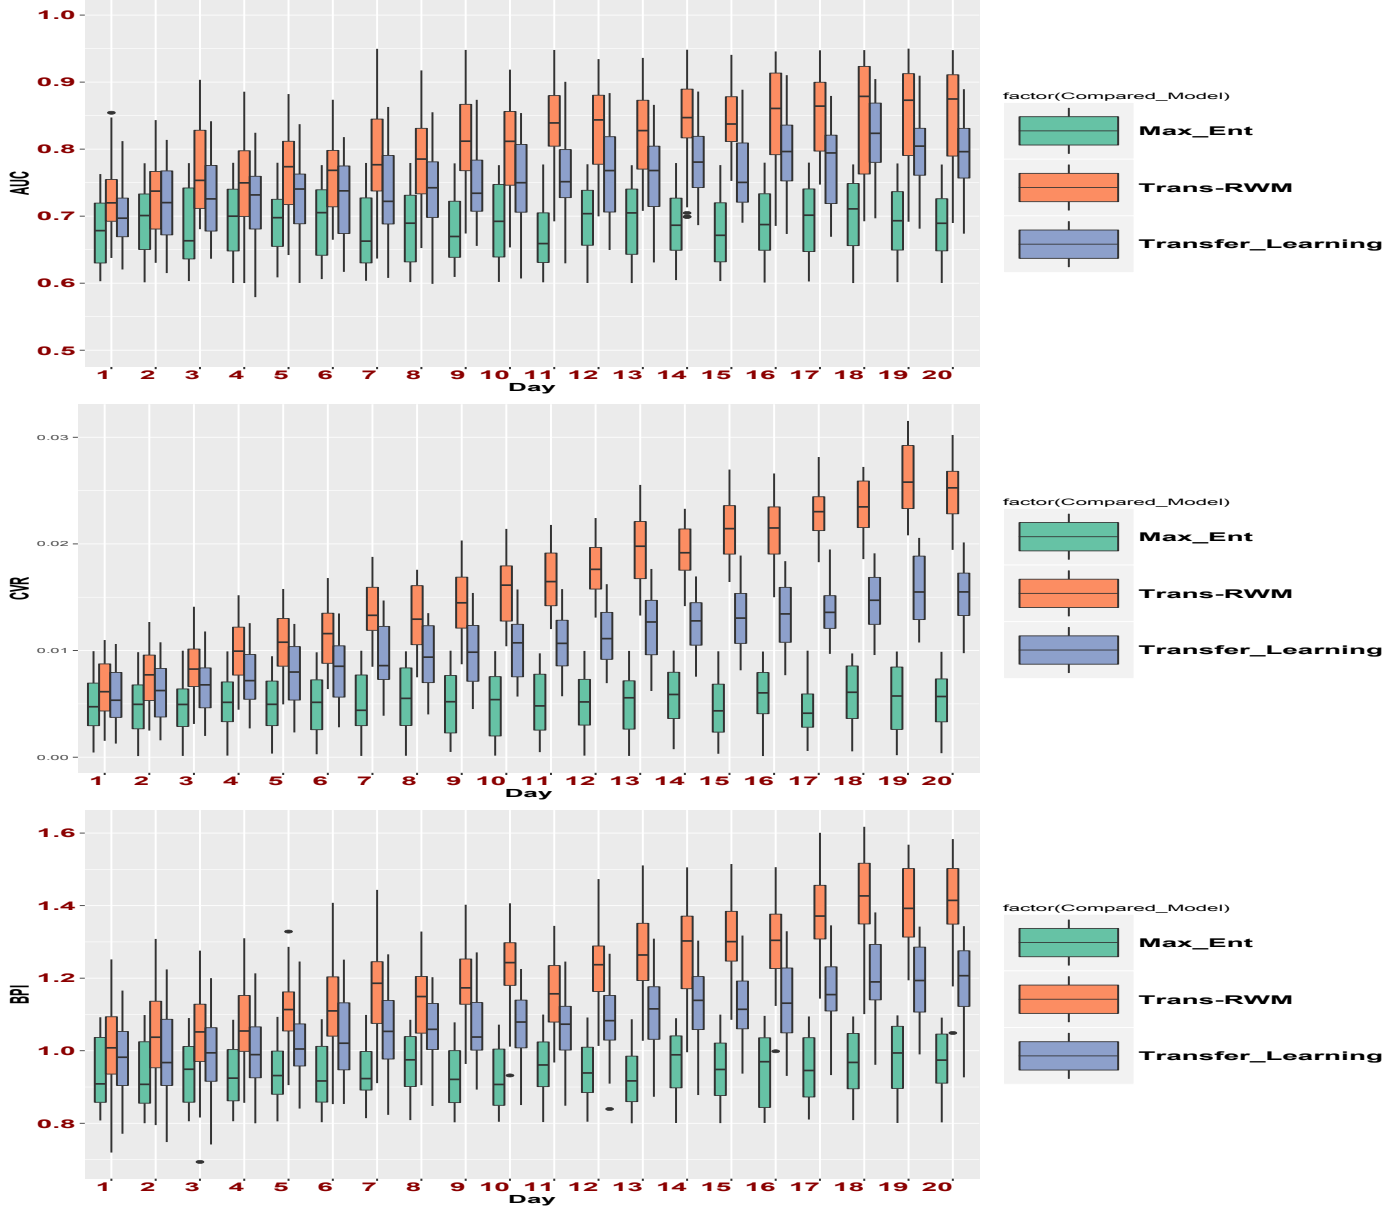 1.0
0.9
0.8
0.7
0.6
0.5
AUC
1 2 3 4 5 6 7 8 9 10 11 12 13 14 15 16 17 18 19 20
Day
factor(Compared_Model)
Max_Ent
Trans-RWM
Transfer_Learning
0.03
0.02
0.01
0.00
CVR
1 2 3 4 5 6 7 8 9 10 11 12 13 14 15 16 17 18 19 20
Day
factor(Compared_Model)
Max_Ent
Trans-RWM
Transfer_Learning
1.6
1.4
1.2
1.0
0.8
BPI
1 2 3 4 5 6 7 8 9 10 11 12 13 14 15 16 17 18 19 20
Day
factor(Compared_Model)
Max_Ent
Trans-RWM
Transfer_Learning